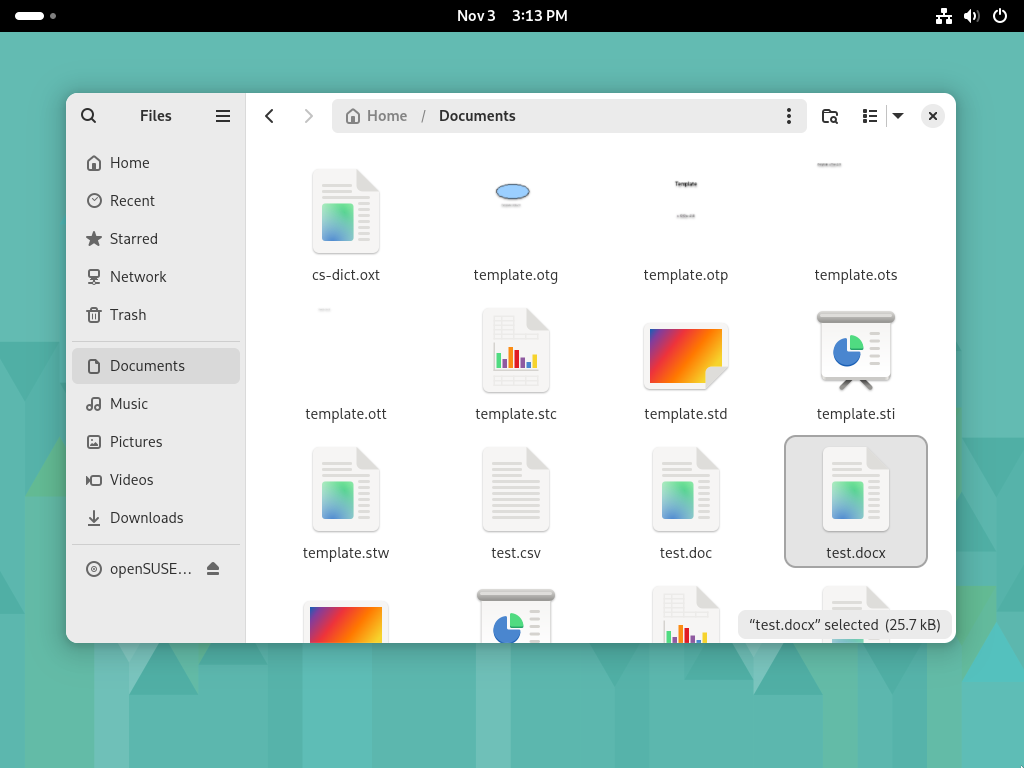 Nov 3 3:13 PM
Files
Home / Documents
Home
Recent
Starred
Network
Trash
Documents
Music
Pictures
Videos
Downloads
openSUSE…
Template
cs-dict.oxt
template.otg
template.otp
template.ots
template.ott
template.stc
template.std
template.sti
template.stw
test.csv
test.doc
test.docx
“test.docx” selected (25.7 kB)